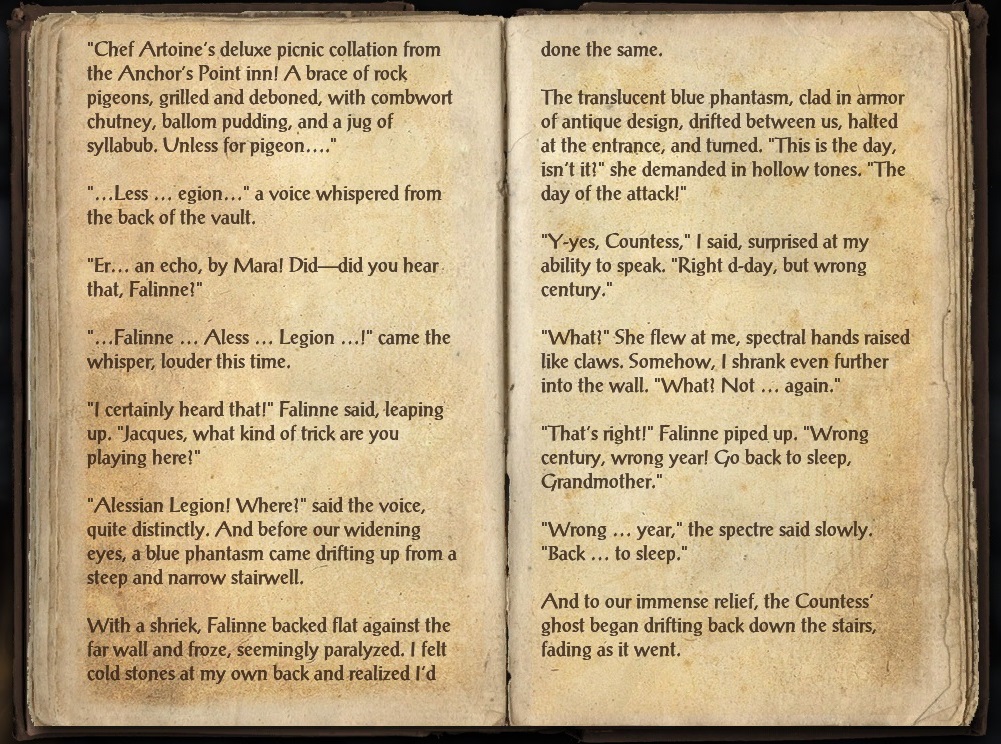 "Chef Artoine's deluxe picnic collation from
the Anchor's Point inn! A brace of rock
pigeons, grilled and deboned, with combwort
chutney, ballom pudding, and a jug of
syllabub. Unless for pigeon...."
"...Less ... egion..." a voice whispered from
the back of the vault.
"Er... an echo, by Mara! Did—did you hear
that, Falinne?"
"...Falinne ... Aless ... Legion ...!" came the
whisper, louder this time.
"I certainly heard that!" Falinne said, leaping
up. "Jacques, what kind of trick are you
playing here?"
"Alessian Legion! Where?" said the voice,
quite distinctly. And before our widening
eyes, a blue phantasm came drifting up from a
steep and narrow stairwell.
With a shriek, Falinne backed flat against the
far wall and froze, seemingly paralyzed. I felt
cold stones at my own back and realized I'd
done the same.
The translucent blue phantasm, clad in armor
of antique design, drifted between us, halted
at the entrance, and turned. "This is the day,
isn't it?" she demanded in hollow tones. "The
day of the attack!"
"Y-yes, Countess," I said, surprised at my
ability to speak. "Right d-day, but wrong
century."
"What?" She flew at me, spectral hands raised
like claws. Somehow, I shrank even further
into the wall. "What? Not ... again."
"That's right!" Falinne piped up. "Wrong
century, wrong year! Go back to sleep,
Grandmother."
"Wrong ... year," the spectre said slowly.
"Back ... to sleep."
And to our immense relief, the Countess'
ghost began drifting back down the stairs,
fading as it went.